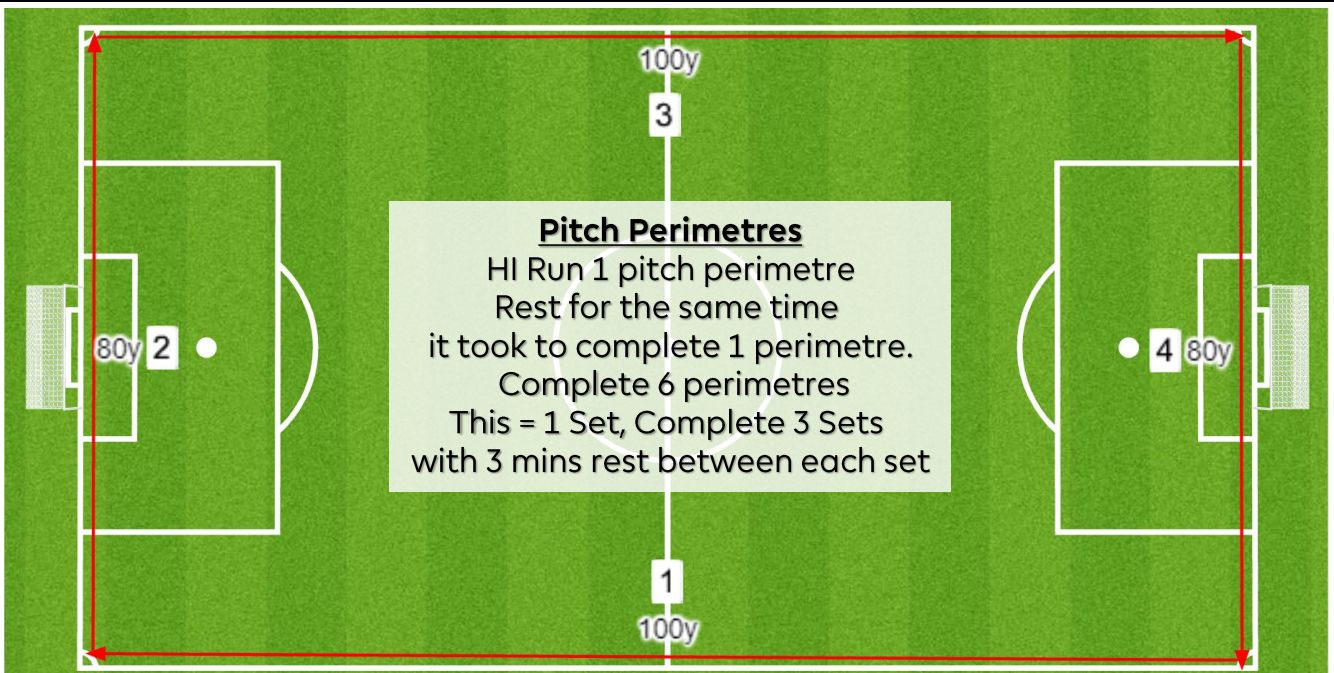 100y
3
Pitch Perimetres
HI Run 1 pitch perimetre
Rest for the same time
it took to complete 1 perimetre.
Complete 6 perimetres
This = 1 Set, Complete 3 Sets
with 3 mins rest between each set
80y 2
4 80y
1
100y